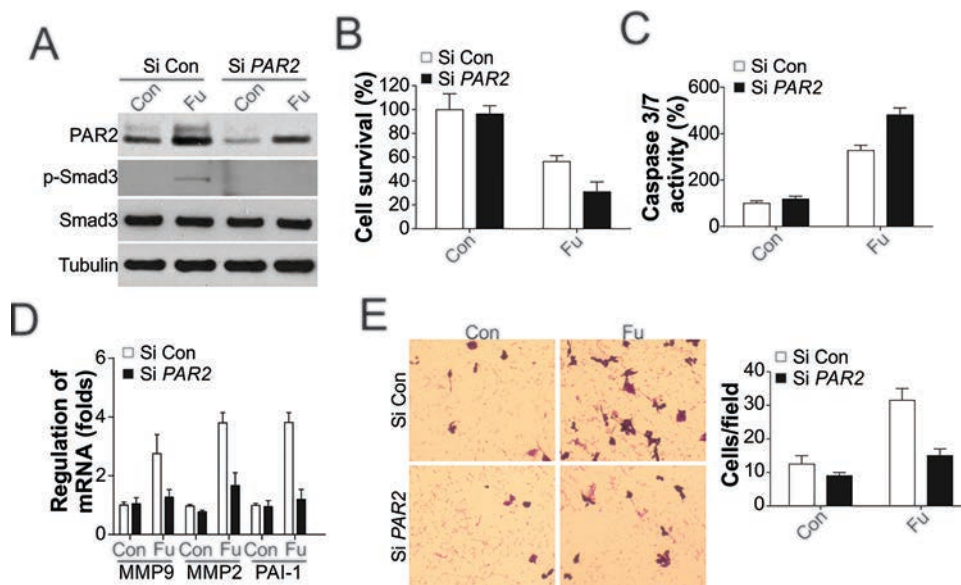 A
Si Con Si PAR2
Con Fu Con Fu
PAR2
p-Smad3
Smad3
Tubulin
B
Si Con
Si PAR2
Cell survival (%)
120
100
80
60
40
20
0
Con Fu
C
Si Con
Si PAR2
Caspase 3/7
activity (%)
600
400
200
0
Con Fu
D
Si Con
Si PAR2
Regulation of
mRNA (folds)
6
4
2
0
Con Fu Con Fu Con Fu
MMP9 MMP2 PAI-1
E
Con Fu
Si Con
Si PAR2
Si Con
Si PAR2
Cells/field
40
30
20
10
0
Con Fu